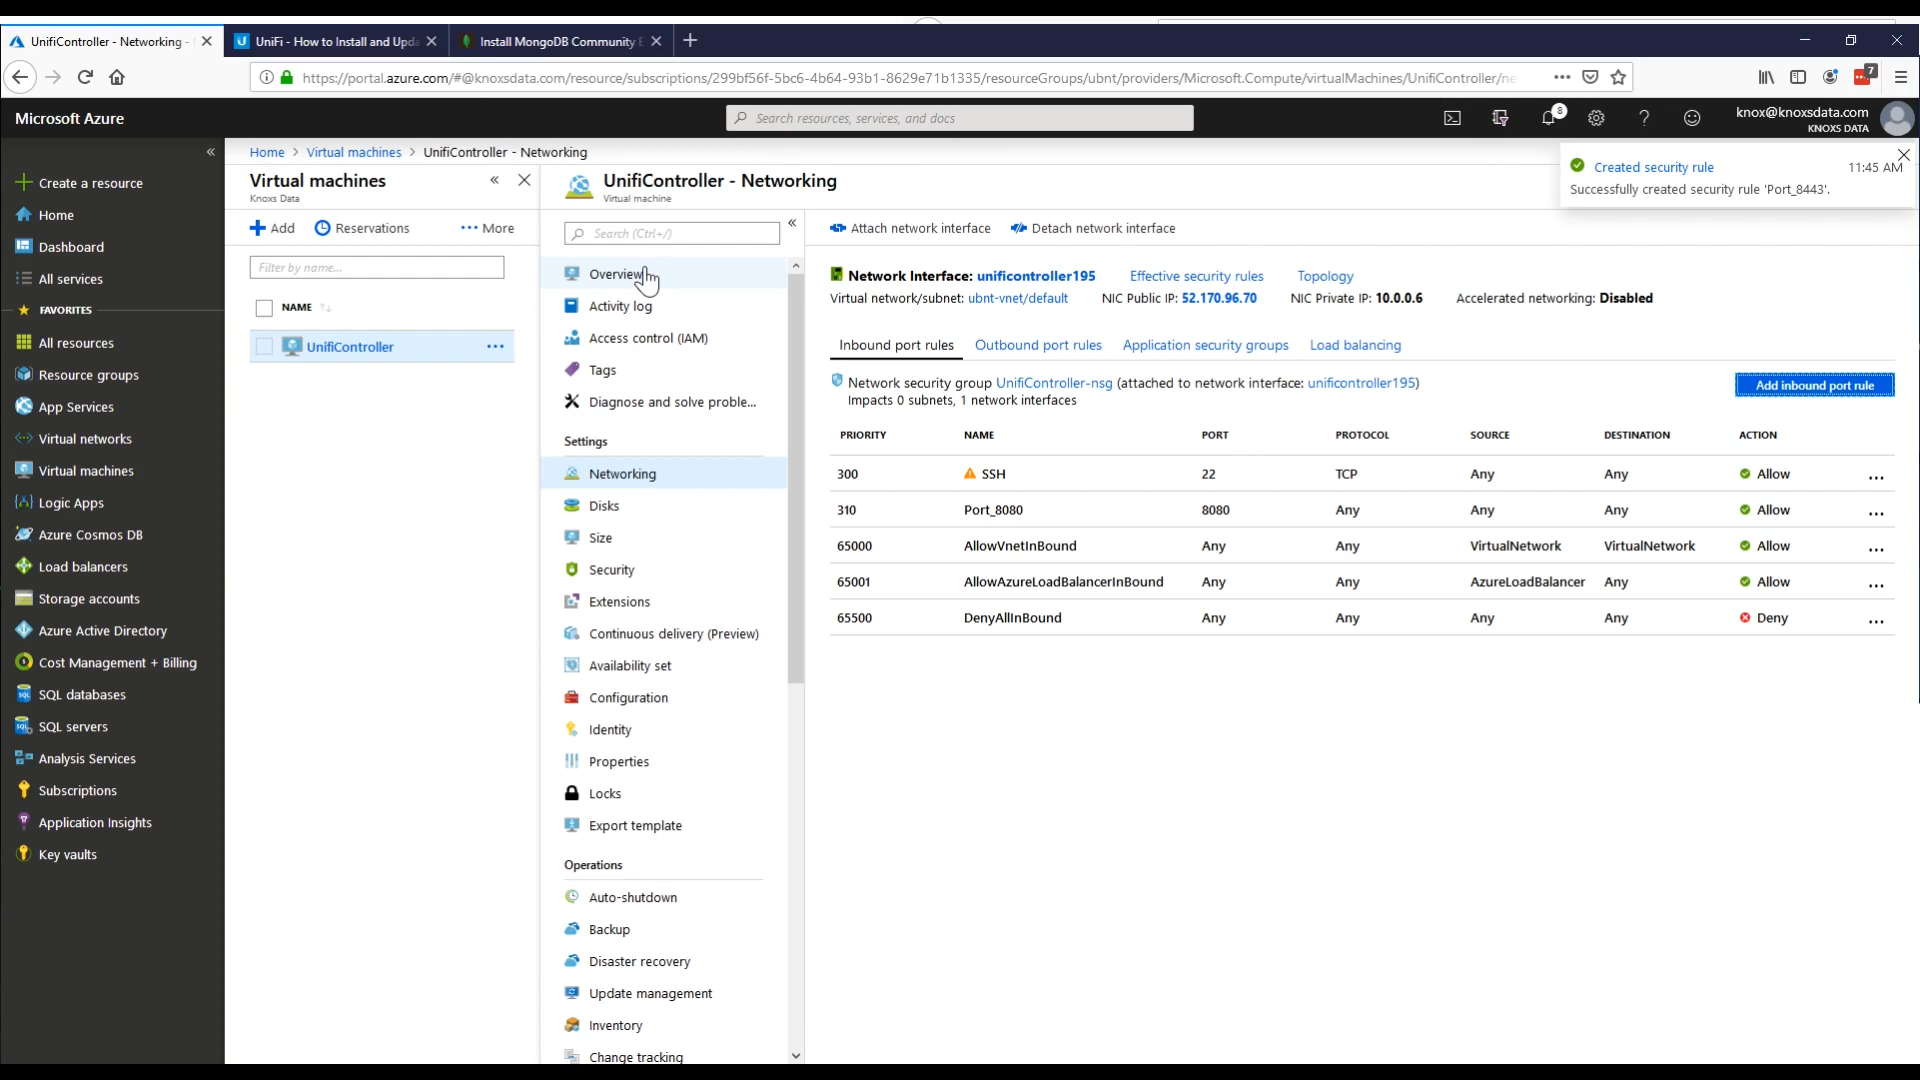 UnifiController - Networking -
UniFi - How to Install and Upda
Install MongoDB Community E
https://portal.azure.com/#@knoxsdata.com/resource/subscriptions/299bf56f-5bc6-4b64-93b1-8629e71b1335/resourceGroups/ubnt/providers/Microsoft.Compute/virtualMachines/UnifiController/ne
7
Microsoft Azure
Search resources, services, and docs
8
knox@knoxsdata.com
KNOXS DATA
Create a resource
Home
Dashboard
All services
FAVORITES
All resources
Resource groups
App Services
Virtual networks
Virtual machines
Logic Apps
Azure Cosmos DB
Load balancers
Storage accounts
Azure Active Directory
Cost Management + Billing
SQL databases
SQL servers
Analysis Services
Subscriptions
Application Insights
Key vaults
Home > Virtual machines > UnifiController - Networking
Virtual machines
Knoxs Data
Add Reservations ··· More
Filter by name...
NAME
UnifiController ···
UnifiController - Networking
Virtual machine
Search (Ctrl+/)
Overview
Activity log
Access control (IAM)
Tags
Diagnose and solve proble...
Settings
Networking
Disks
Size
Security
Extensions
Continuous delivery (Preview)
Availability set
Configuration
Identity
Properties
Locks
Export template
Operations
Auto-shutdown
Backup
Disaster recovery
Update management
Inventory
Change tracking
Created security rule 11:45 AM
Successfully created security rule 'Port_8443'.
Attach network interface Detach network interface
Network Interface: unificontroller195 Effective security rules Topology
Virtual network/subnet: ubnt-vnet/default NIC Public IP: 52.170.96.70 NIC Private IP: 10.0.0.6 Accelerated networking: Disabled
Inbound port rules Outbound port rules Application security groups Load balancing
Network security group UnifiController-nsg (attached to network interface: unificontroller195)
Impacts 0 subnets, 1 network interfaces
Add inbound port rule
PRIORITY NAME PORT PROTOCOL SOURCE DESTINATION ACTION
300 SSH 22 TCP Any Any Allow ...
310 Port_8080 8080 Any Any Any Allow ...
65000 AllowVnetInBound Any Any VirtualNetwork VirtualNetwork Allow ...
65001 AllowAzureLoadBalancerInBound Any Any AzureLoadBalancer Any Allow ...
65500 DenyAllInBound Any Any Any Any Deny ...